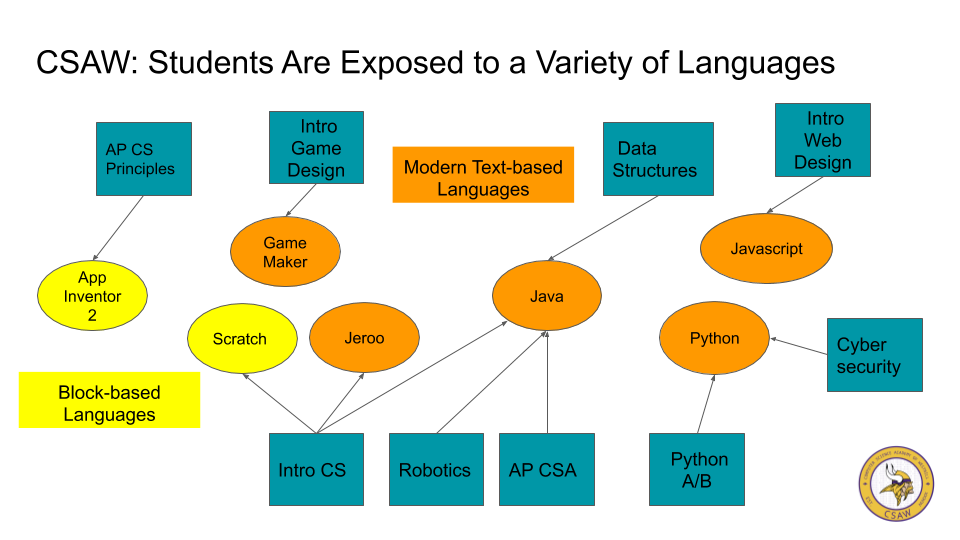 CSAW: Students Are Exposed to a Variety of Languages
AP CS
Principles
Intro
Game
Design
Modern Text-based
Languages
Data
Structures
Intro
Web
Design
App
Inventor
2
Game
Maker
Scratch
Jeroo
Java
Javascript
Python
Cyber
security
Block-based
Languages
Intro CS
Robotics
AP CSA
Python
A/B
CSAW